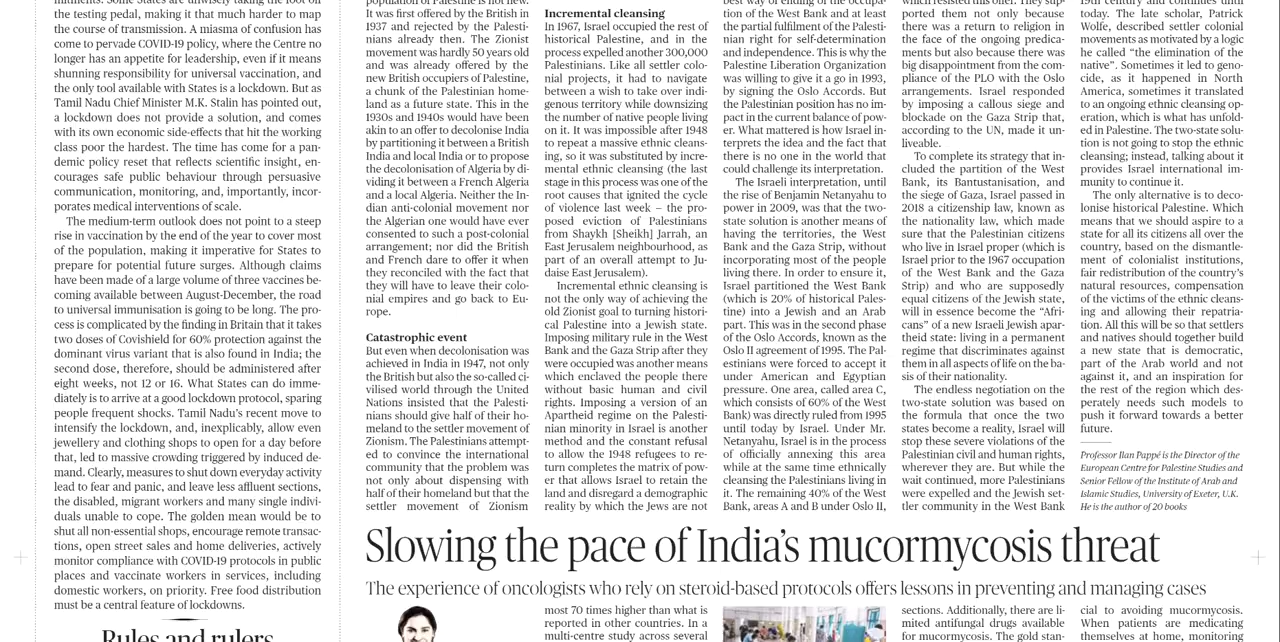 the testing pedal, making it that much harder to map
the course of transmission. A miasma of confusion has
come to pervade COVID-19 policy, where the Centre no
longer has an appetite for leadership, even if it means
shunning responsibility for universal vaccination, and
the only tool available with States is a lockdown. But as
Tamil Nadu Chief Minister M.K. Stalin has pointed out,
a lockdown does not provide a solution, and comes
with its own economic side-effects that hit the working
class poor the hardest. The time has come for a pan-
demic policy reset that reflects scientific insight, en-
courages safe public behaviour through persuasive
communication, monitoring, and, importantly, incor-
porates medical interventions of scale.
The medium-term outlook does not point to a steep
rise in vaccination by the end of the year to cover most
of the population, making it imperative for States to
prepare for potential future surges. Although claims
have been made of a large volume of three vaccines be-
coming available between August-December, the road
to universal immunisation is going to be long. The pro-
cess is complicated by the finding in Britain that it takes
two doses of Covishield for 60% protection against the
dominant virus variant that is also found in India; the
second dose, therefore, should be administered after
eight weeks, not 12 or 16. What States can do imme-
diately is to arrive at a good lockdown protocol, sparing
people frequent shocks. Tamil Nadu's recent move to
intensify the lockdown, and, inexplicably, allow even
jewellery and clothing shops to open for a day before
that, led to massive crowding triggered by induced de-
mand. Clearly, measures to shut down everyday activity
lead to fear and panic, and leave less affluent sections,
the disabled, migrant workers and many single indivi-
duals unable to cope. The golden mean would be to
shut all non-essential shops, encourage remote transac-
tions, open street sales and home deliveries, actively
monitor compliance with COVID-19 protocols in public
places and vaccinate workers in services, including
domestic workers, on priority. Free food distribution
must be a central feature of lockdowns.
Rules and rulers
It was first offered by the British in
1937 and rejected by the Palesti-
nians already then. The Zionist
movement was hardly 50 years old
and was already offered by the
new British occupiers of Palestine,
a chunk of the Palestinian home-
land as a future state. This in the
1930s and 1940s would have been
akin to an offer to decolonise India
by partitioning it between a British
India and local India or to propose
the decolonisation of Algeria by di-
viding it between a French Algeria
and a local Algeria. Neither the In-
dian anti-colonial movement nor
the Algerian one would have ever
consented to such a post-colonial
arrangement; nor did the British
and French dare to offer it when
they reconciled with the fact that
they will have to leave their colo-
nial empires and go back to Eu-
rope.
Catastrophic event
But even when decolonisation was
achieved in India in 1947, not only
the British but also the so-called ci-
vilised world through the United
Nations insisted that the Palesti-
nians should give half of their ho-
meland to the settler movement of
Zionism. The Palestinians attempt-
ed to convince the international
community that the problem was
not only about dispensing with
half of their homeland but that the
settler movement of Zionism
Incremental cleansing
In 1967, Israel occupied the rest of
historical Palestine, and in the
process expelled another 300,000
Palestinians. Like all settler colo-
nial projects, it had to navigate
between a wish to take over indi-
genous territory while downsizing
the number of native people living
on it. It was impossible after 1948
to repeat a massive ethnic cleans-
ing, so it was substituted by incre-
mental ethnic cleansing (the last
stage in this process was one of the
root causes that ignited the cycle
of violence last week – the pro-
posed eviction of Palestinians
from Shaykh [Sheikh] Jarrah, an
East Jerusalem neighbourhood, as
part of an overall attempt to Ju-
daise East Jerusalem).
Incremental ethnic cleansing is
not the only way of achieving the
old Zionist goal to turning histori-
cal Palestine into a Jewish state.
Imposing military rule in the West
Bank and the Gaza Strip after they
were occupied was another means
which enclaved the people there
without basic human and civil
rights. Imposing a version of an
Apartheid regime on the Palesti-
nian minority in Israel is another
method and the constant refusal
to allow the 1948 refugees to re-
turn completes the matrix of pow-
er that allows Israel to retain the
land and disregard a demographic
reality by which the Jews are not
best way of ending of the occupa-
tion of the West Bank and at least
the partial fulfilment of the Palesti-
nian right for self-determination
and independence. This is why the
Palestine Liberation Organization
was willing to give it a go in 1993,
by signing the Oslo Accords. But
the Palestinian position has no im-
pact in the current balance of pow-
er. What mattered is how Israel in-
terprets the idea and the fact that
there is no one in the world that
could challenge its interpretation.
The Israeli interpretation, until
the rise of Benjamin Netanyahu to
power in 2009, was that the two-
state solution is another means of
having the territories, the West
Bank and the Gaza Strip, without
incorporating most of the people
living there. In order to ensure it,
Israel partitioned the West Bank
(which is 20% of historical Pales-
tine) into a Jewish and an Arab
part. This was in the second phase
of the Oslo Accords, known as the
Oslo II agreement of 1995. The Pal-
estinians were forced to accept it
under American and Egyptian
pressure. One area, called area C,
which consists of 60% of the West
Bank) was directly ruled from 1995
until today by Israel. Under Mr.
Netanyahu, Israel is in the process
of officially annexing this area
while at the same time ethnically
cleansing the Palestinians living in
it. The remaining 40% of the West
Bank, areas A and B under Oslo II,
which resisted this offer. They sup-
ported them not only because
there was a return to religion in
the face of the ongoing predica-
ments but also because there was
big disappointment from the com-
pliance of the PLO with the Oslo
arrangements. Israel responded
by imposing a callous siege and
blockade on the Gaza Strip that,
according to the UN, made it un-
liveable.
To complete its strategy that in-
cluded the partition of the West
Bank, its Bantustanisation, and
the siege of Gaza, Israel passed in
2018 a citizenship law, known as
the nationality law, which made
sure that the Palestinian citizens
who live in Israel proper (which is
Israel prior to the 1967 occupation
of the West Bank and the Gaza
Strip) and who are supposedly
equal citizens of the Jewish state,
will in essence become the “Afri-
cans” of a new Israeli Jewish apar-
theid state: living in a permanent
regime that discriminates against
them in all aspects of life on the ba-
sis of their nationality.
The endless negotiation on the
two-state solution was based on
the formula that once the two
states become a reality, Israel will
stop these severe violations of the
Palestinian civil and human rights,
wherever they are. But while the
wait continued, more Palestinians
were expelled and the Jewish set-
tler community in the West Bank
19th century and continues until
today. The late scholar, Patrick
Wolfe, described settler colonial
movements as motivated by a logic
he called “the elimination of the
native”. Sometimes it led to geno-
cide, as it happened in North
America, sometimes it translated
to an ongoing ethnic cleansing op-
eration, which is what has unfold-
ed in Palestine. The two-state solu-
tion is not going to stop the ethnic
cleansing; instead, talking about it
provides Israel international im-
munity to continue it.
The only alternative is to deco-
lonise historical Palestine. Which
means that we should aspire to a
state for all its citizens all over the
country, based on the dismantle-
ment of colonialist institutions,
fair redistribution of the country's
natural resources, compensation
of the victims of the ethnic cleans-
ing and allowing their repatria-
tion. All this will be so that settlers
and natives should together build
a new state that is democratic,
part of the Arab world and not
against it, and an inspiration for
the rest of the region which des-
perately needs such models to
push it forward towards a better
future.
Professor Ilan Pappé is the Director of the
European Centre for Palestine Studies and
Senior Fellow of the Institute of Arab and
Islamic Studies, University of Exeter, U.K.
He is the author of 20 books
Slowing the pace of India's mucormycosis threat
The experience of oncologists who rely on steroid-based protocols offers lessons in preventing and managing cases
most 70 times higher than what is
reported in other countries. In a
multi-centre study across several
sections. Additionally, there are li-
mited antifungal drugs available
for mucormycosis. The gold stan-
cial to avoiding mucormycosis.
When patients are medicating
themselves at home, monitoring